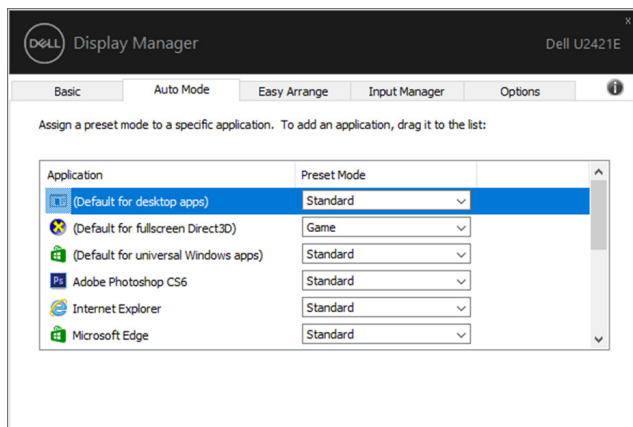 x
DELL Display Manager Dell U2421E
Basic Auto Mode Easy Arrange Input Manager Options i
Assign a preset mode to a specific application. To add an application, drag it to the list:
Application Preset Mode
(Default for desktop apps) Standard
(Default for fullscreen Direct3D) Game
(Default for universal Windows apps) Standard
Ps Adobe Photoshop CS6 Standard
Internet Explorer Standard
Microsoft Edge Standard